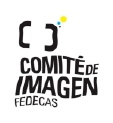 COMITÉ DE
IMAGEN
FEDECAS